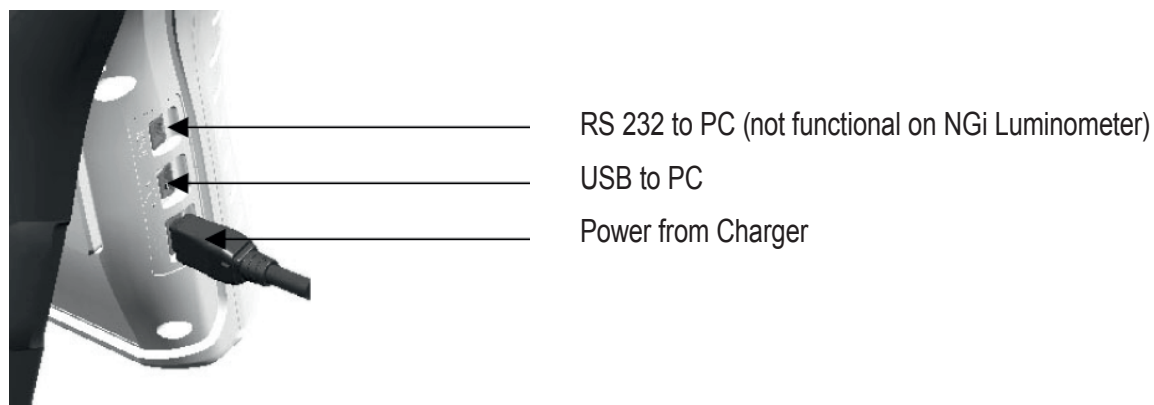 RS 232 to PC (not functional on NGi Luminometer)
USB to PC
Power from Charger